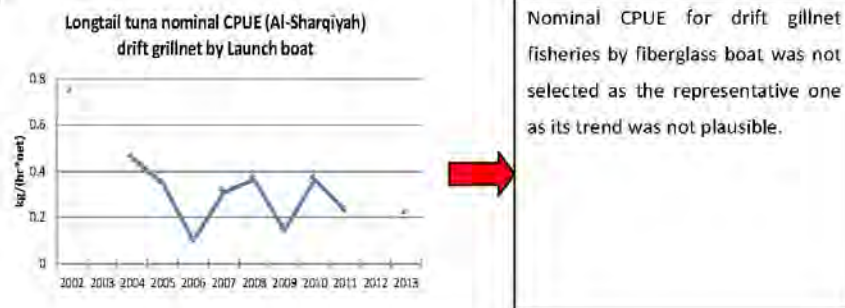 Longtail tuna nominal CPUE (Al-Sharqiyah)
drift grillnet by Launch boat
0.8
0.6
0.4
0.2
0
kg/(hr*net)
2002 2003 2004 2005 2006 2007 2008 2009 2010 2011 2012 2013
Nominal CPUE for drift gillnet
fisheries by fiberglass boat was not
selected as the representative one
as its trend was not plausible.